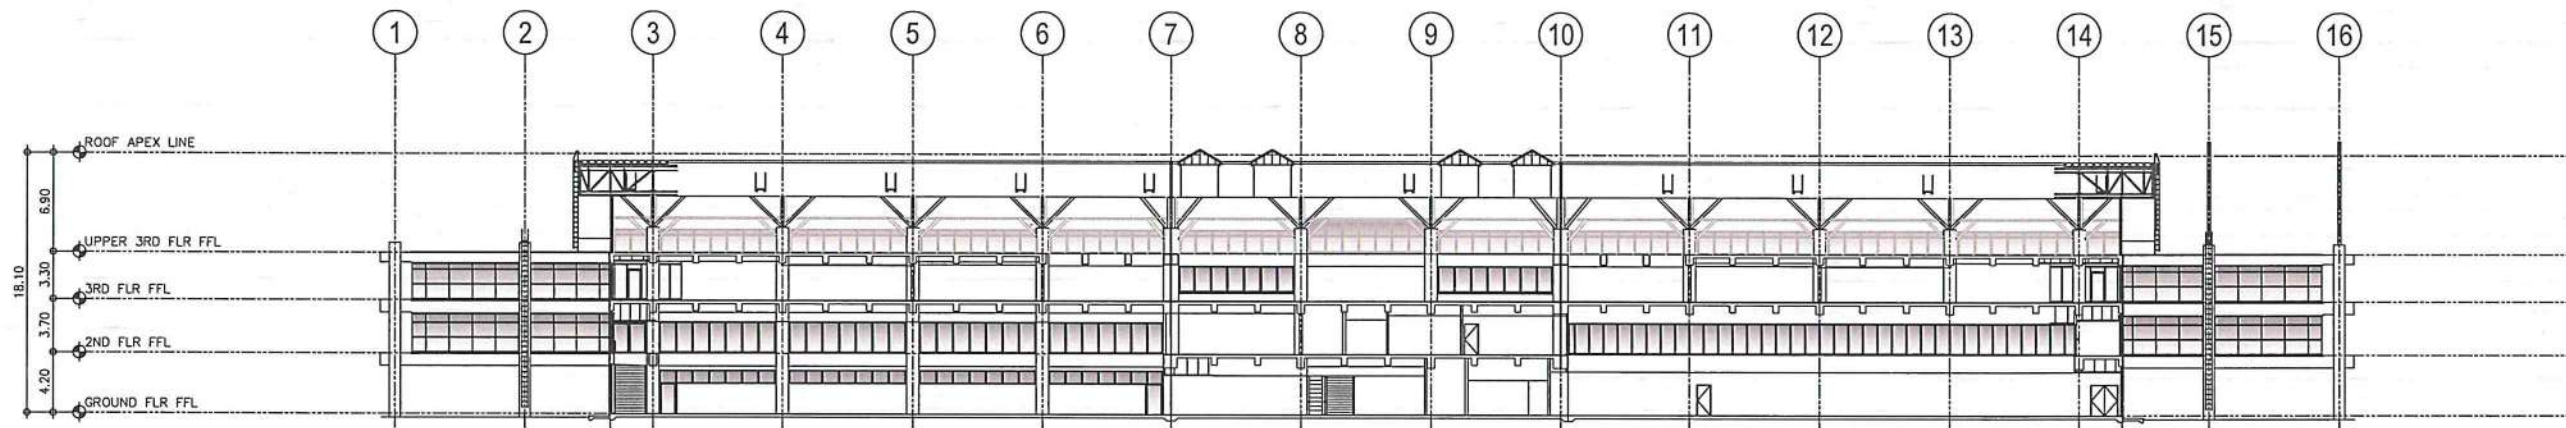 1 2 3 4 5 6 7 8 9 10 11 12 13 14 15 16
ROOF APEX LINE
6.90
UPPER 3RD FLR FFL
3.30
18.10
3RD FLR FFL
3.70
2ND FLR FFL
4.20
GROUND FLR FFL